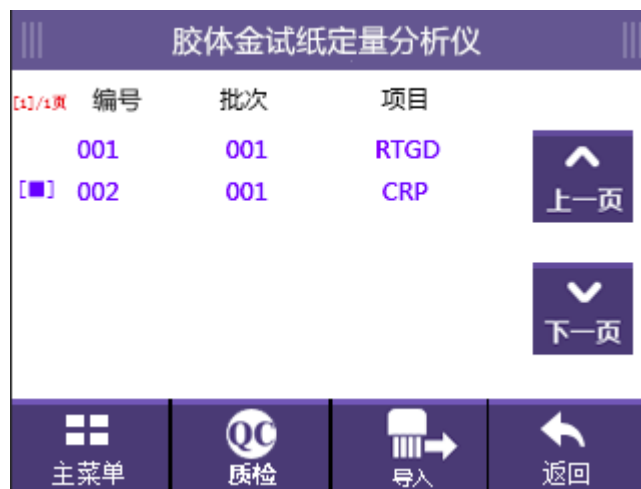 胶体金试纸定量分析仪
[1]/1页 编号 批次 项目
001 001 RTGD
[■] 002 001 CRP
上一页
下一页
QC
主菜单 质检 导入 返回